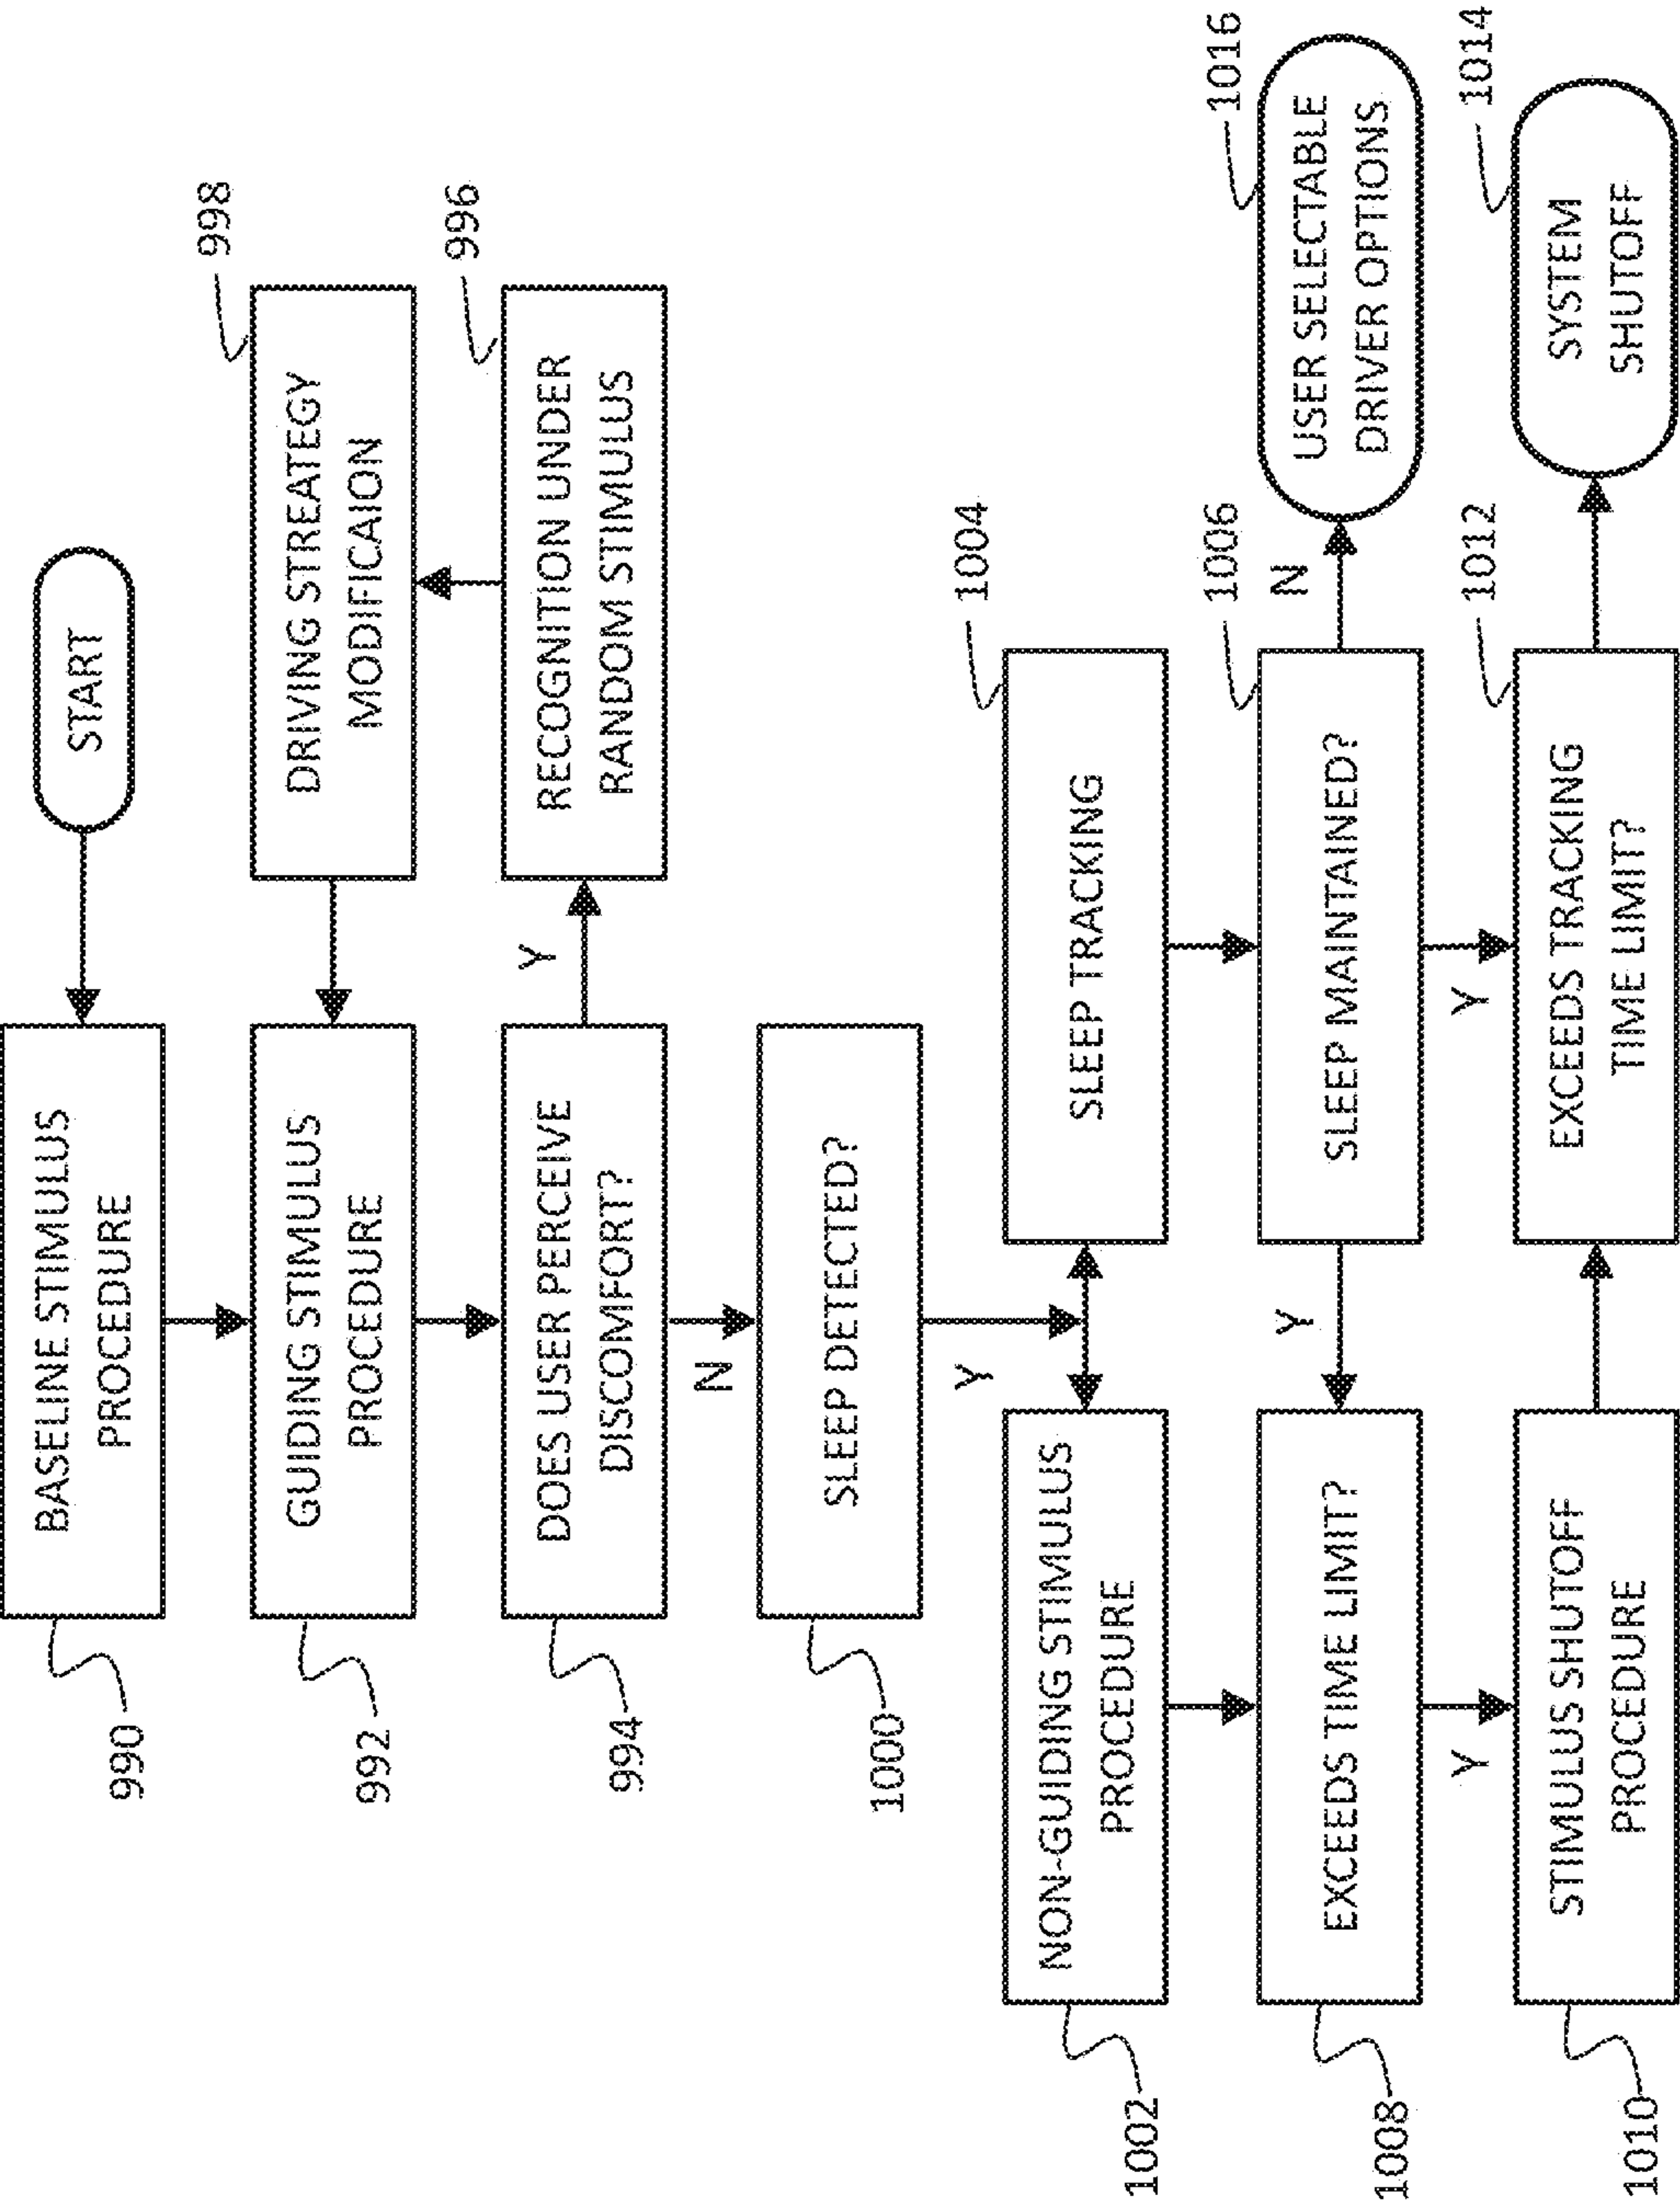 START
BASELINE STIMULUS
PROCEDURE
990
998
GUIDING STIMULUS
PROCEDURE
992
DRIVING STREATEGY
MODIFICAION
996
DOES USER PERCEIVE
DISCOMFORT?
994
Y
RECOGNITION UNDER
RANDOM STIMULUS
N
SLEEP DETECTED?
1000
Y
1004
NON-GUIDING STIMULUS
PROCEDURE
1002
SLEEP TRACKING
1006
1016
EXCEEDS TIME LIMIT?
1008
Y
SLEEP MAINTAINED?
N
USER SELECTABLE
DRIVER OPTIONS
Y
Y
1012
1014
STIMULUS SHUTOFF
PROCEDURE
1010
EXCEEDS TRACKING
TIME LIMIT?
SYSTEM
SHUTOFF